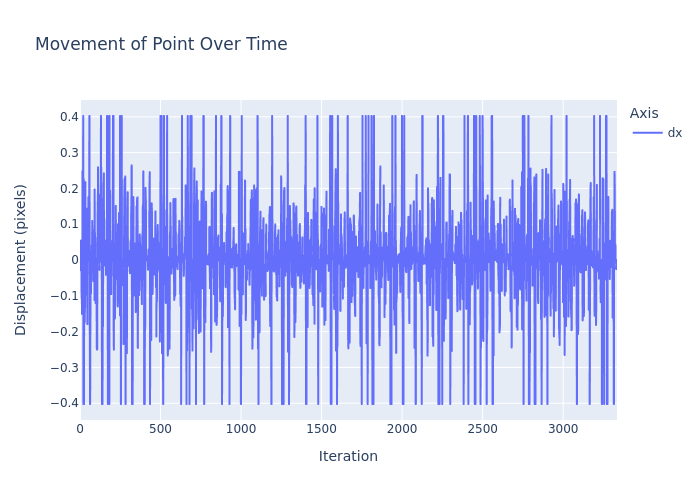 Movement of Point Over Time
Axis
dx
Displacement (pixels)
0.4
0.3
0.2
0.1
0
−0.1
−0.2
−0.3
−0.4
0 500 1000 1500 2000 2500 3000
Iteration